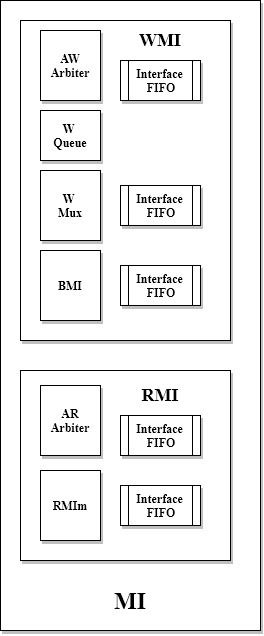 WMI
AW
Arbiter
Interface
FIFO
W
Queue
W
Mux
Interface
FIFO
BMI
Interface
FIFO
RMI
AR
Arbiter
Interface
FIFO
RMIm
Interface
FIFO
MI